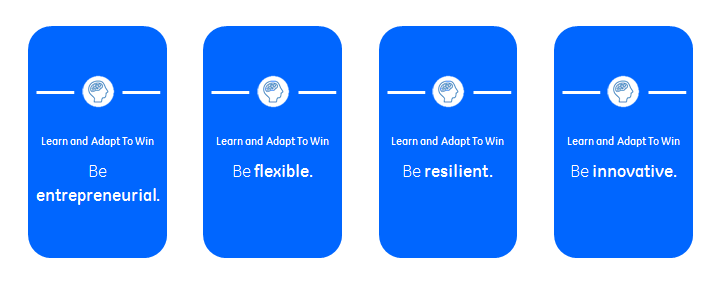 Learn and Adapt To Win
Be
entrepreneurial.
Learn and Adapt To Win
Be flexible.
Learn and Adapt To Win
Be resilient.
Learn and Adapt To Win
Be innovative.